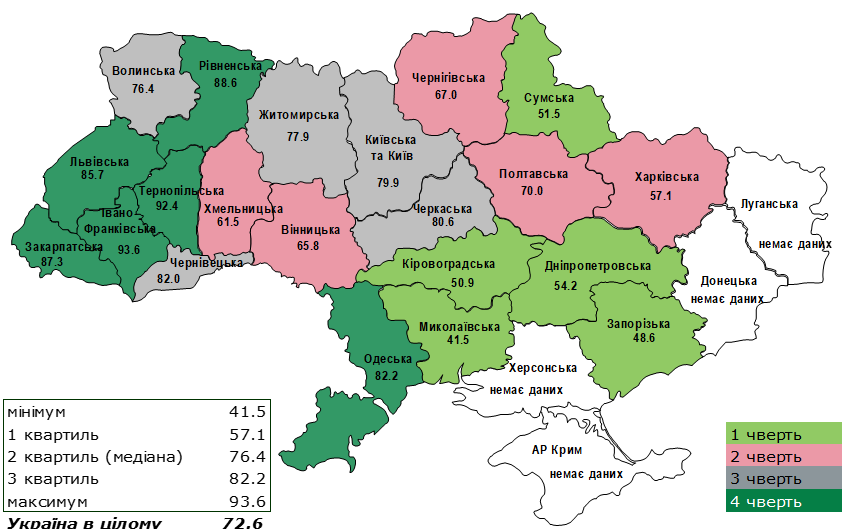 Волинська
76.4
Рівненська
88.6
Житомирська
77.9
Київська
та Київ
79.9
Чернігівська
67.0
Сумська
51.5
Львівська
85.7
Тернопільська
92.4
Хмельницька
61.5
Вінницька
65.8
Івано
Франківське
93.6
Закарпатська
87.3
Чернівецька
82.0
Черкаська
80.6
Полтавська
70.0
Харківська
57.1
Луганська
немає даних
Донецька
немає даних
Кіровоградська
50.9
Дніпропетровська
54.2
Запорізька
48.6
Миколаївська
41.5
Одеська
82.2
Херсонська
немає даних
АР Крим
немає даних
мінімум 41.5
1 квартиль 57.1
2 квартиль (медіана) 76.4
3 квартиль 82.2
максимум 93.6
Україна в цілому 72.6
1 чверть
2 чверть
3 чверть
4 чверть